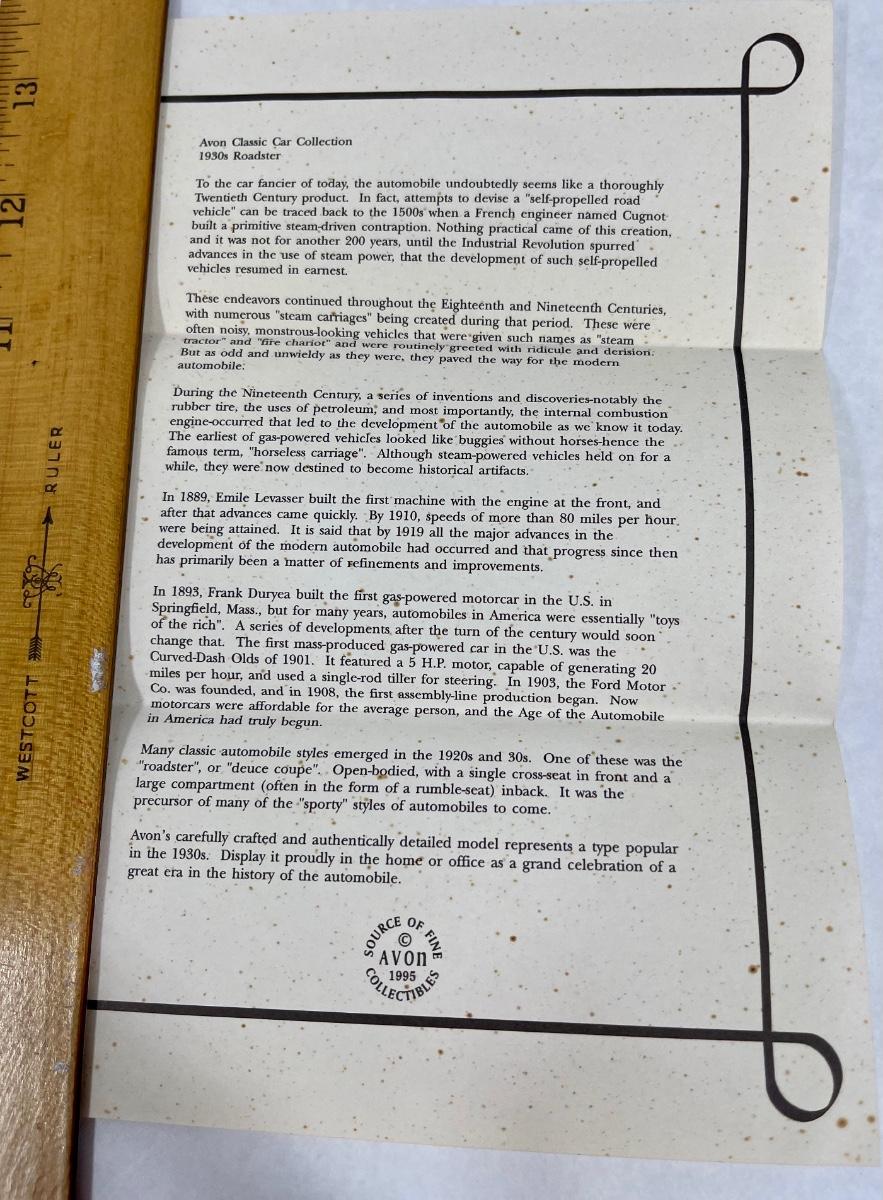 13
12
11
RULER
WESTCOTT
Avon Classic Car Collection
1930s Roadster
To the car fancier of today, the automobile undoubtedly seems like a thoroughly
Twentieth Century product. In fact, attempts to devise a "self-propelled road
vehicle" can be traced back to the 1500s when a French engineer named Cugnot
built a primitive steam-driven contraption. Nothing practical came of this creation,
and it was not for another 200 years, until the Industrial Revolution spurred
advances in the use of steam power, that the development of such self-propelled
vehicles resumed in earnest.
These endeavors continued throughout the Eighteenth and Nineteenth Centuries,
with numerous "steam carriages" being created during that period. These were
often noisy, monstrous-looking vehicles that were given such names as "steam
tractor" and "fire chariot" and were routinely greeted with ridicule and derision.
But as odd and unwieldy as they were, they paved the way for the modern
automobile.
During the Nineteenth Century, a series of inventions and discoveries-notably the
rubber tire, the uses of petroleum, and most importantly, the internal combustion
engine-occurred that led to the development of the automobile as we know it today.
The earliest of gas-powered vehicles looked like buggies without horses-hence the
famous term, "horseless carriage". Although steam-powered vehicles held on for a
while, they were now destined to become historical artifacts.
In 1889, Emile Levasser built the first machine with the engine at the front, and
after that advances came quickly. By 1910, speeds of more than 80 miles per hour
were being attained. It is said that by 1919 all the major advances in the
development of the modern automobile had occurred and that progress since then
has primarily been a matter of refinements and improvements.
In 1893, Frank Duryea built the first gas-powered motorcar in the U.S. in
Springfield, Mass., but for many years, automobiles in America were essentially "toys
of the rich". A series of developments after the turn of the century would soon
change that. The first mass-produced gas-powered car in the U.S. was the
Curved-Dash Olds of 1901. It featured a 5 H.P. motor, capable of generating 20
miles per hour, and used a single-rod tiller for steering. In 1903, the Ford Motor
Co. was founded, and in 1908, the first assembly-line production began. Now
motorcars were affordable for the average person, and the Age of the Automobile
in America had truly begun.
Many classic automobile styles emerged in the 1920s and 30s. One of these was the
"roadster", or "deuce coupe". Open-bodied, with a single cross-seat in front and a
large compartment (often in the form of a rumble-seat) inback. It was the
precursor of many of the "sporty" styles of automobiles to come.
Avon's carefully crafted and authentically detailed model represents a type popular
in the 1930s. Display it proudly in the home or office as a grand celebration of a
great era in the history of the automobile.
SOURCE OF FINE
©
AVON
1995
COLLECTIBLES